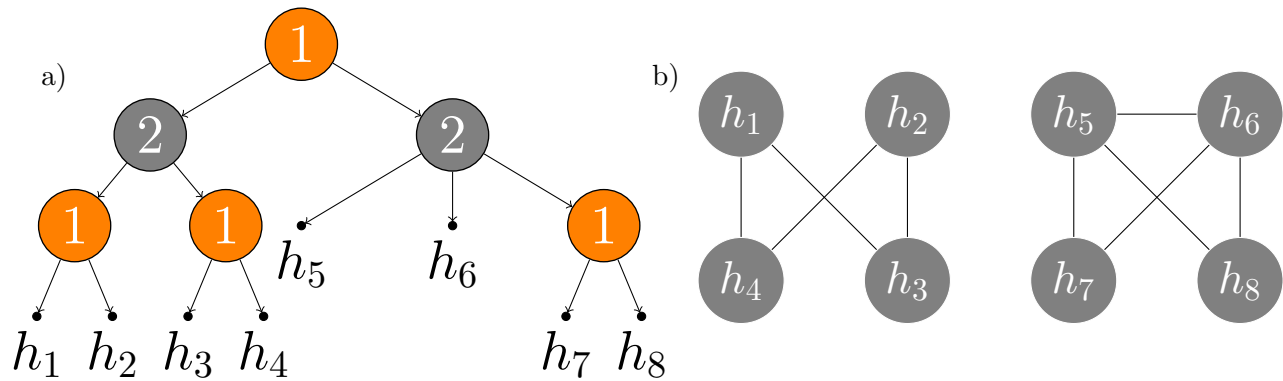 1
a)
2 2
1 1 1
h₅ h₆
h₁ h₂ h₃ h₄ h₇ h₈
b)
h₁ h₂ h₅ h₆
h₄ h₃ h₇ h₈